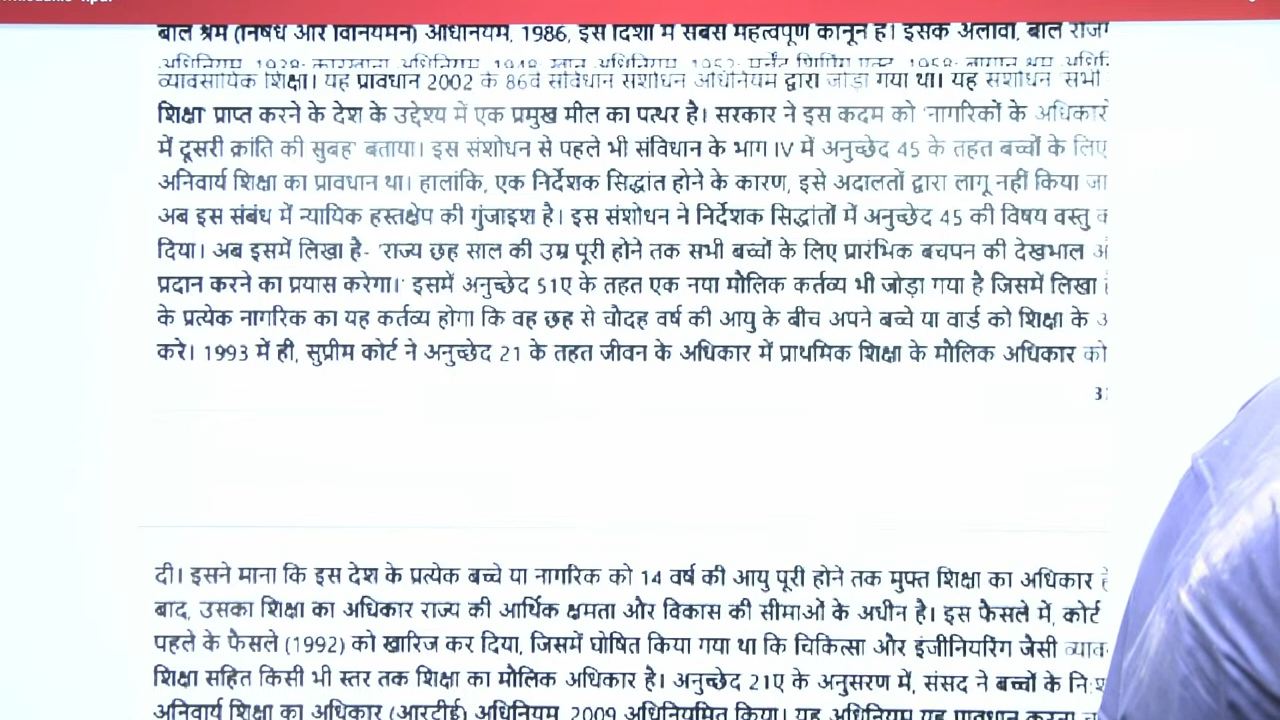 बाल श्रम (निषेध और विनियमन) अधिनियम, 1986, इस दिशा में सबसे महत्वपूर्ण कानून है। इसके अलावा, बाल
व्यावसायिक शिक्षा। यह प्रावधान 2002 के 86वें संविधान संशोधन अधिनियम द्वारा जोड़ा गया था। यह संशोधन 'सभी
शिक्षा' प्राप्त करने के देश के उद्देश्य में एक प्रमुख मील का पत्थर है। सरकार ने इस कदम को 'नागरिकों के
में दूसरी क्रांति की सुबह' बताया। इस संशोधन से पहले भी संविधान के भाग IV में अनुच्छेद 45 के तहत बच्चों के लिए
अनिवार्य शिक्षा का प्रावधान था। हालांकि, एक निर्देशक सिद्धांत होने के कारण, इसे अदालतों द्वारा लागू नहीं किया जा
अब इस संबंध में न्यायिक हस्तक्षेप की गुंजाइश है। इस संशोधन ने निर्देशक सिद्धांतों में अनुच्छेद 45 की विषय वस्तु
दिया। अब इसमें लिखा है- 'राज्य छह साल की उम्र पूरी होने तक सभी बच्चों के लिए प्रारंभिक बचपन की देखभाल
प्रदान करने का प्रयास करेगा।' इसमें अनुच्छेद 51ए के तहत एक नया मौलिक कर्तव्य भी जोड़ा गया है जिसमें लिखा
के प्रत्येक नागरिक का यह कर्तव्य होगा कि वह छह से चौदह वर्ष की आयु के बीच अपने बच्चे या वार्ड को शिक्षा के
करे। 1993 में ही, सुप्रीम कोर्ट ने अनुच्छेद 21 के तहत जीवन के अधिकार में प्राथमिक शिक्षा के मौलिक अधिकार को
दी। इसने माना कि इस देश के प्रत्येक बच्चे या नागरिक को 14 वर्ष की आयु पूरी होने तक मुफ्त शिक्षा का अधिकार
बाद, उसका शिक्षा का अधिकार राज्य की आर्थिक क्षमता और विकास की सीमाओं के अधीन है। इस फैसले में, कोर्ट
पहले के फैसले (1992) को खारिज कर दिया, जिसमें घोषित किया गया था कि चिकित्सा और इंजीनियरिंग जैसी
शिक्षा सहित किसी भी स्तर तक शिक्षा का मौलिक अधिकार है। अनुच्छेद 21ए के अनुसरण में, संसद ने बच्चों के
अनिवार्य शिक्षा का अधिकार (आरटीई) अधिनियम, 2009 अधिनियमित किया। यह अधिनियम यह प्रावधान करना